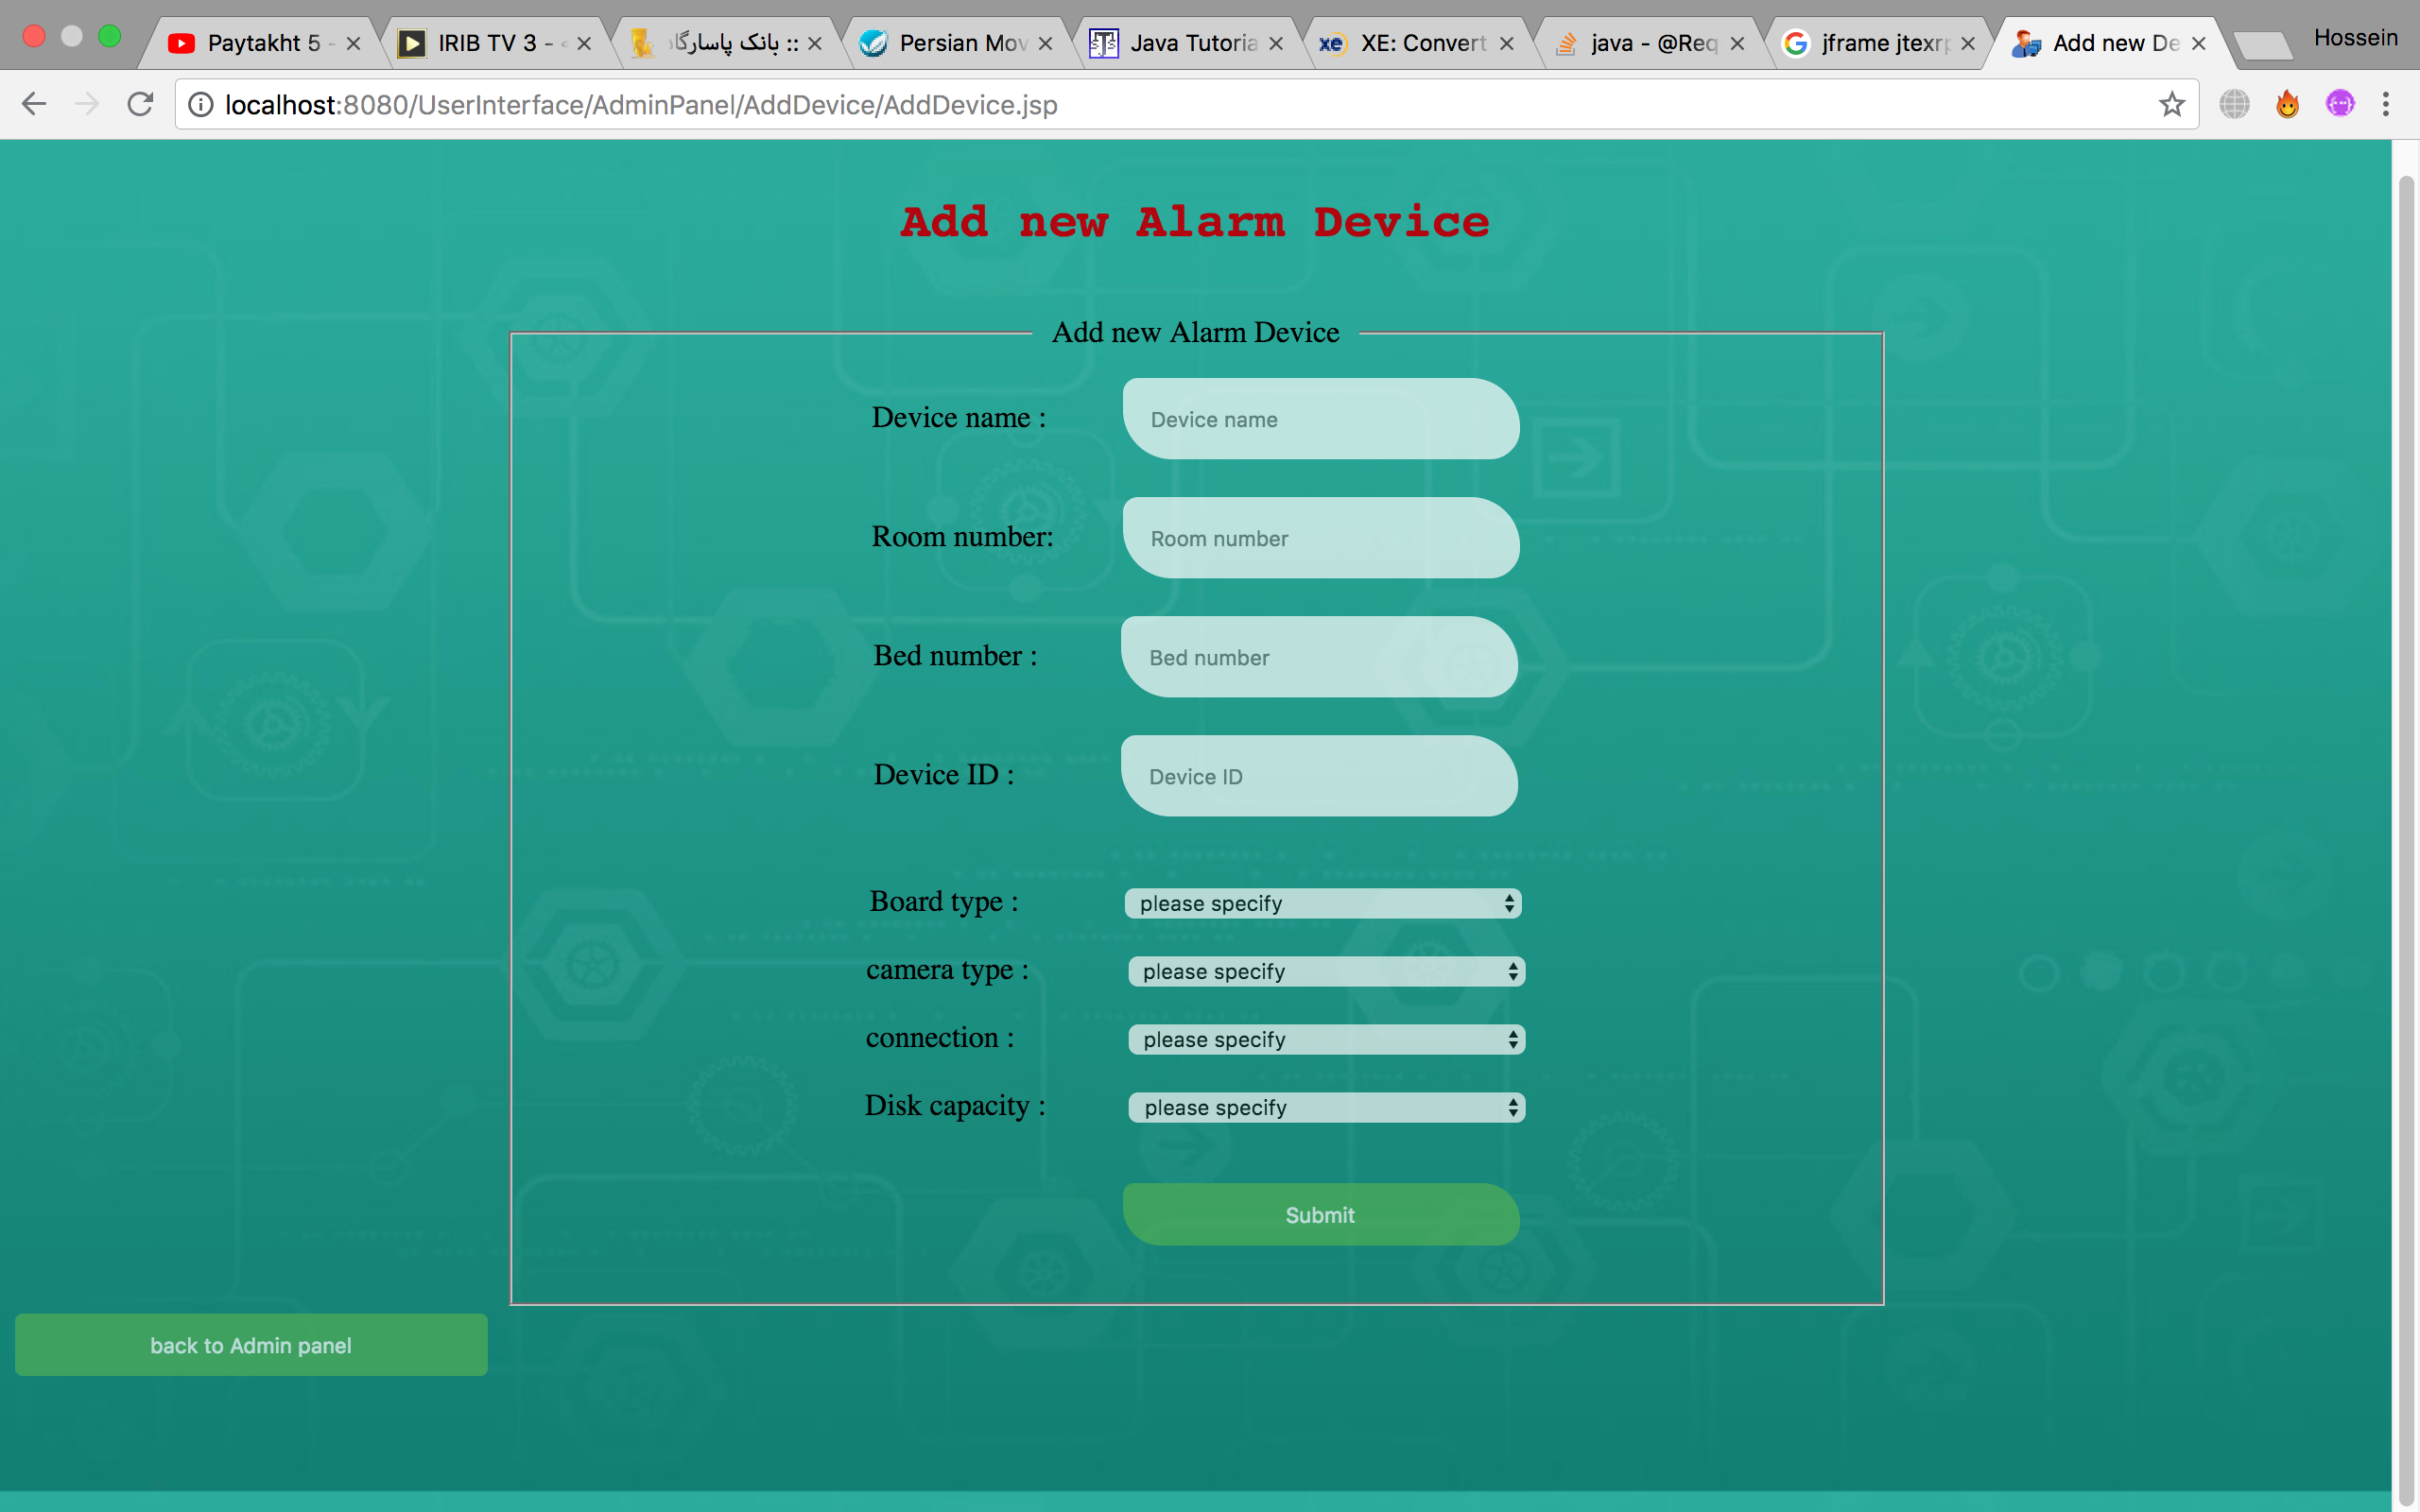 Paytakht 5 -
IRIB TV 3 -
بانک پاسارگا ::
Persian Mov
Java Tutoria
XE: Convert
java - @Req
jframe jtexrp
Add new De
Hossein
localhost:8080/UserInterface/AdminPanel/AddDevice/AddDevice.jsp
Add new Alarm Device
Add new Alarm Device
Device name :
Device name
Room number:
Room number
Bed number :
Bed number
Device ID :
Device ID
Board type :
please specify
camera type :
please specify
connection :
please specify
Disk capacity :
please specify
Submit
back to Admin panel